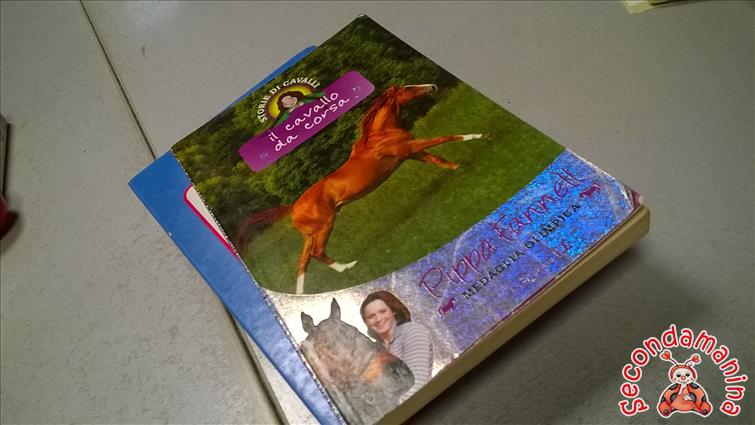 STORIE DI CAVALLI
il cavallo
da corsa
Pippa Funnell
MEDAGLIA OLIMPICA
secondamanina